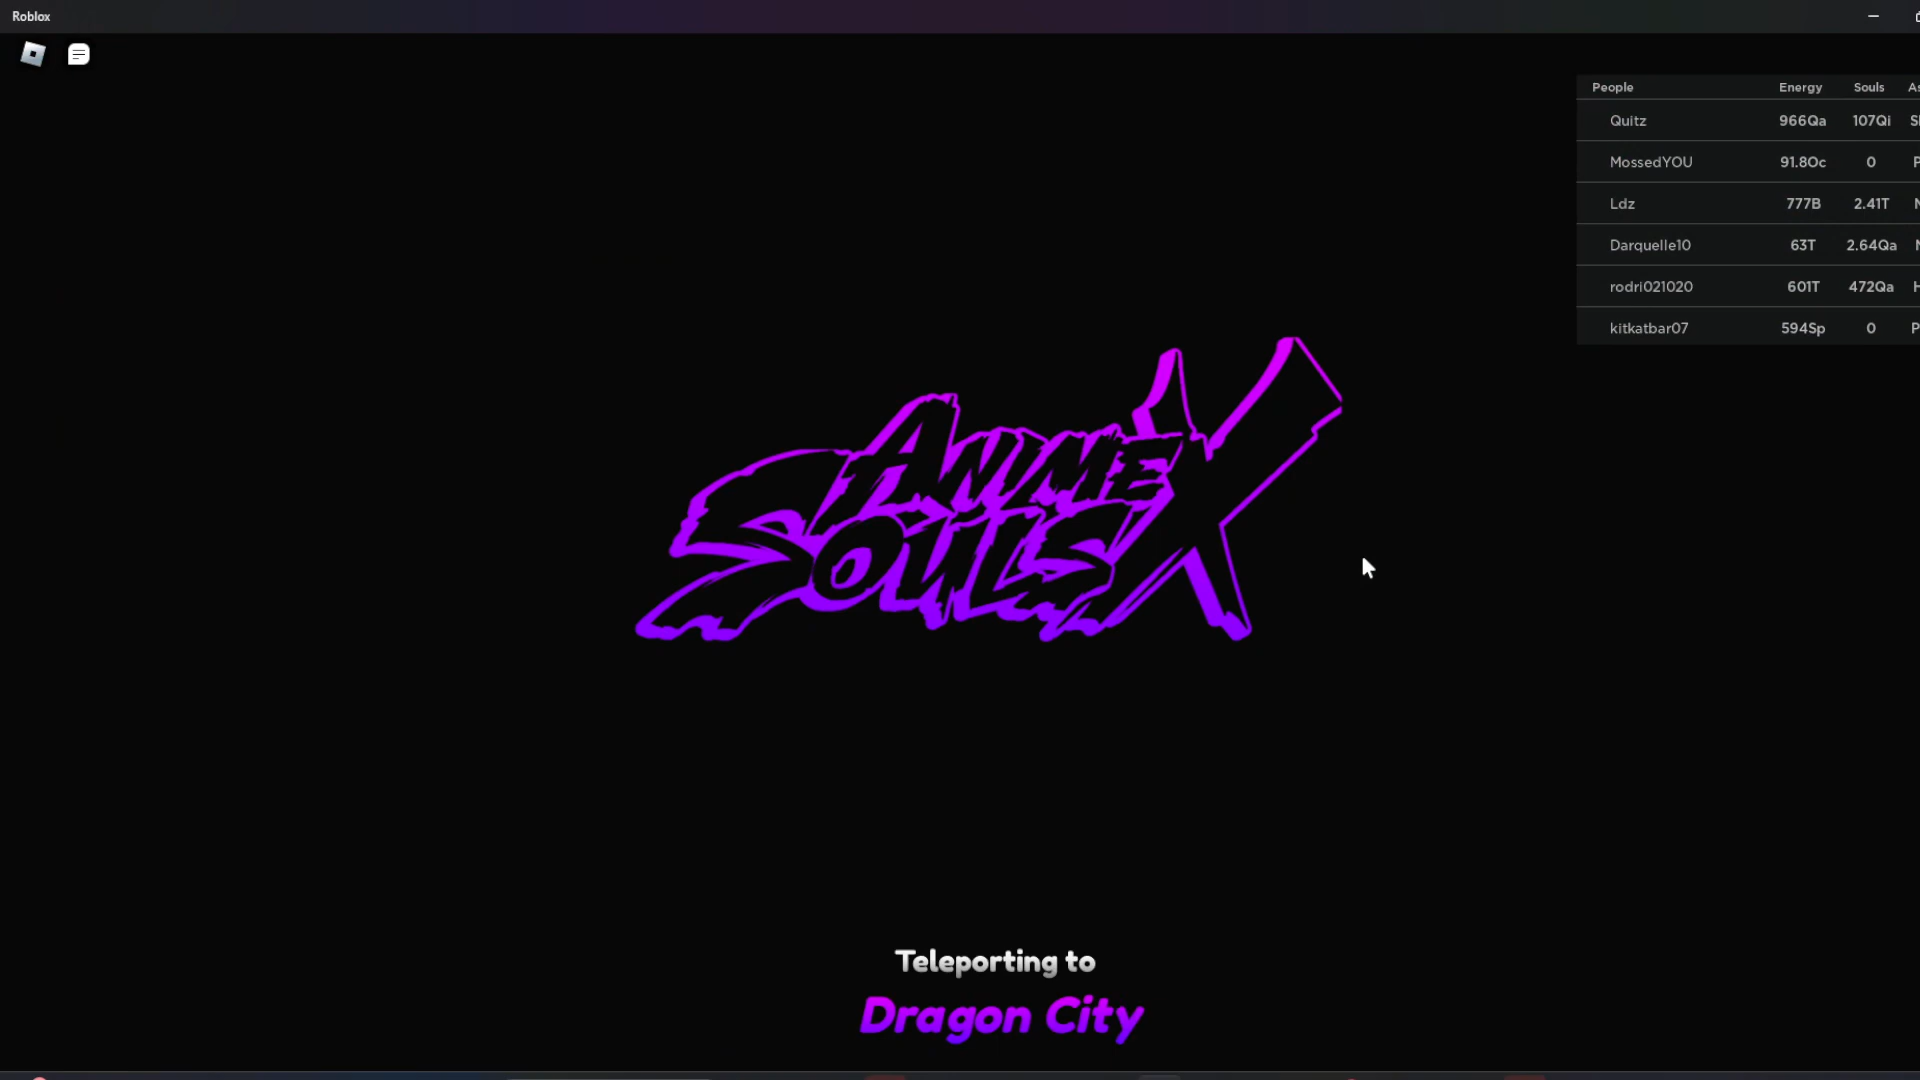 Roblox
People Energy Souls
Quitz 966Qa 107Qi
MossedYOU 91.8Oc 0
Ldz 777B 2.41T
Darquelle10 63T 2.64Qa
rodri021020 601T 472Qa
kitkatbar07 594Sp 0
ANIME X
SOULS
Teleporting to
Dragon City